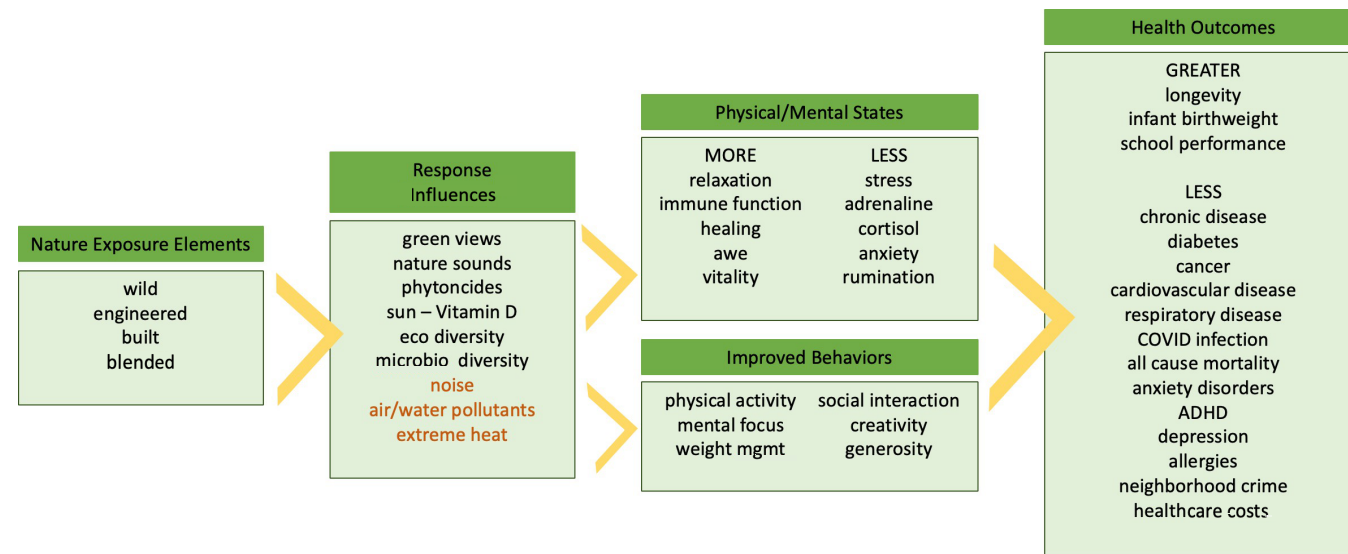 Nature Exposure Elements
wild
engineered
built
blended
Response
Influences
green views
nature sounds
phytoncides
sun – Vitamin D
eco diversity
microbio diversity
noise
air/water pollutants
extreme heat
Physical/Mental States
MORE
relaxation
immune function
healing
awe
vitality
LESS
stress
adrenaline
cortisol
anxiety
rumination
Improved Behaviors
physical activity
mental focus
weight mgmt
social interaction
creativity
generosity
Health Outcomes
GREATER
longevity
infant birthweight
school performance
LESS
chronic disease
diabetes
cancer
cardiovascular disease
respiratory disease
COVID infection
all cause mortality
anxiety disorders
ADHD
depression
allergies
neighborhood crime
healthcare costs